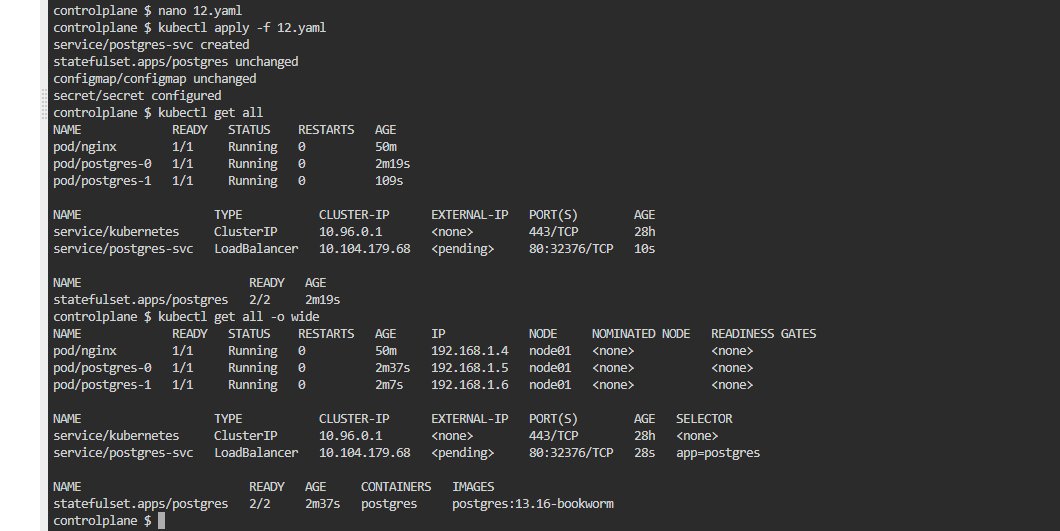 controlplane $ nano 12.yaml
controlplane $ kubectl apply -f 12.yaml
service/postgres-svc created
statefulset.apps/postgres unchanged
configmap/configmap unchanged
secret/secret configured
controlplane $ kubectl get all
NAME             READY   STATUS    RESTARTS   AGE
pod/nginx        1/1     Running   0          50m
pod/postgres-0   1/1     Running   0          2m19s
pod/postgres-1   1/1     Running   0          109s

NAME                   TYPE           CLUSTER-IP      EXTERNAL-IP   PORT(S)        AGE
service/kubernetes     ClusterIP      10.96.0.1       <none>        443/TCP        28h
service/postgres-svc   LoadBalancer   10.104.179.68   <pending>     80:32376/TCP   10s

NAME                        READY   AGE
statefulset.apps/postgres   2/2     2m19s
controlplane $ kubectl get all -o wide
NAME             READY   STATUS    RESTARTS   AGE     IP            NODE     NOMINATED NODE   READINESS GATES
pod/nginx        1/1     Running   0          50m     192.168.1.4   node01   <none>           <none>
pod/postgres-0   1/1     Running   0          2m37s   192.168.1.5   node01   <none>           <none>
pod/postgres-1   1/1     Running   0          2m7s    192.168.1.6   node01   <none>           <none>

NAME                   TYPE           CLUSTER-IP      EXTERNAL-IP   PORT(S)        AGE   SELECTOR
service/kubernetes     ClusterIP      10.96.0.1       <none>        443/TCP        28h   <none>
service/postgres-svc   LoadBalancer   10.104.179.68   <pending>     80:32376/TCP   28s   app=postgres

NAME                        READY   AGE     CONTAINERS   IMAGES
statefulset.apps/postgres   2/2     2m37s   postgres     postgres:13.16-bookworm
controlplane $